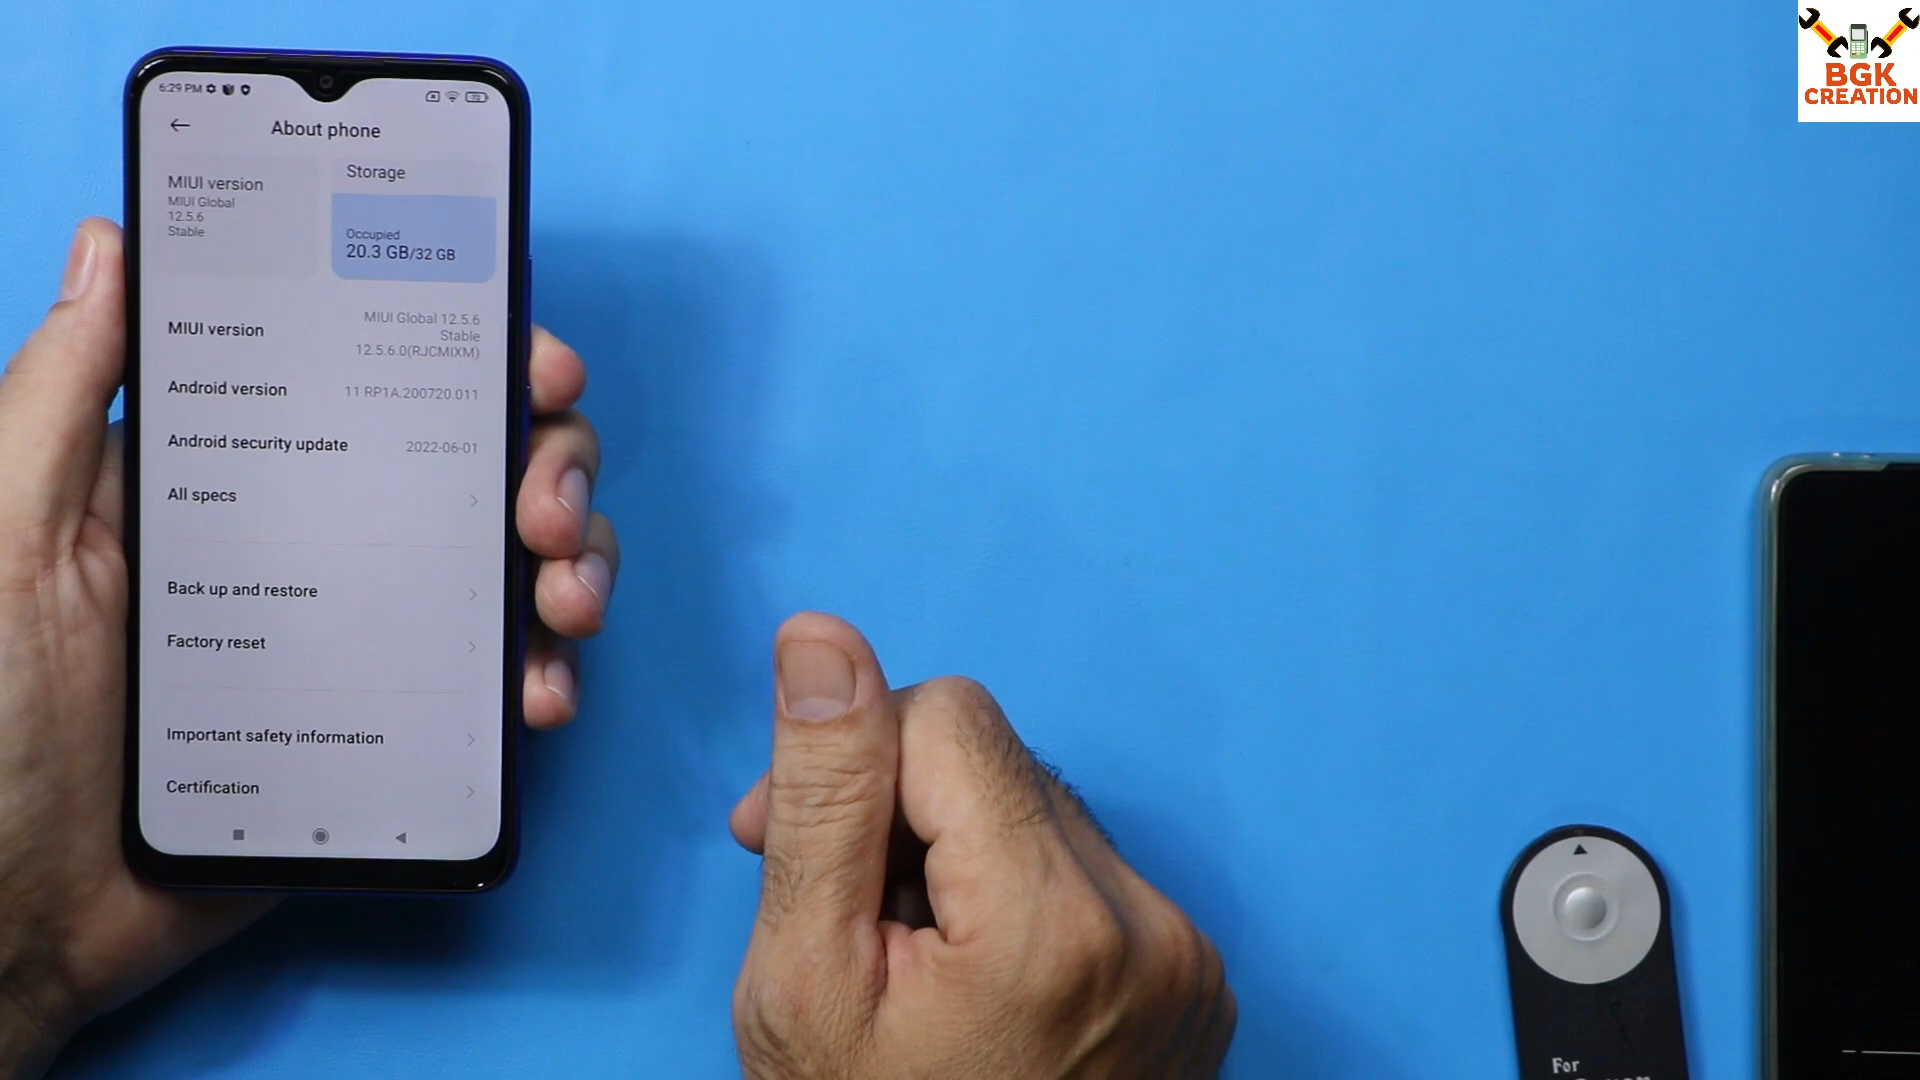 BGK
CREATION
6:29 PM
About phone
MIUI version
MIUI Global
12.5.6
Stable
Storage
Occupied
20.3 GB/32 GB
MIUI version
MIUI Global 12.5.6
Stable
12.5.6.0(RJCMIXM)
Android version
11 RP1A.200720.011
Android security update
2022-06-01
All specs
Back up and restore
Factory reset
Important safety information
Certification
For